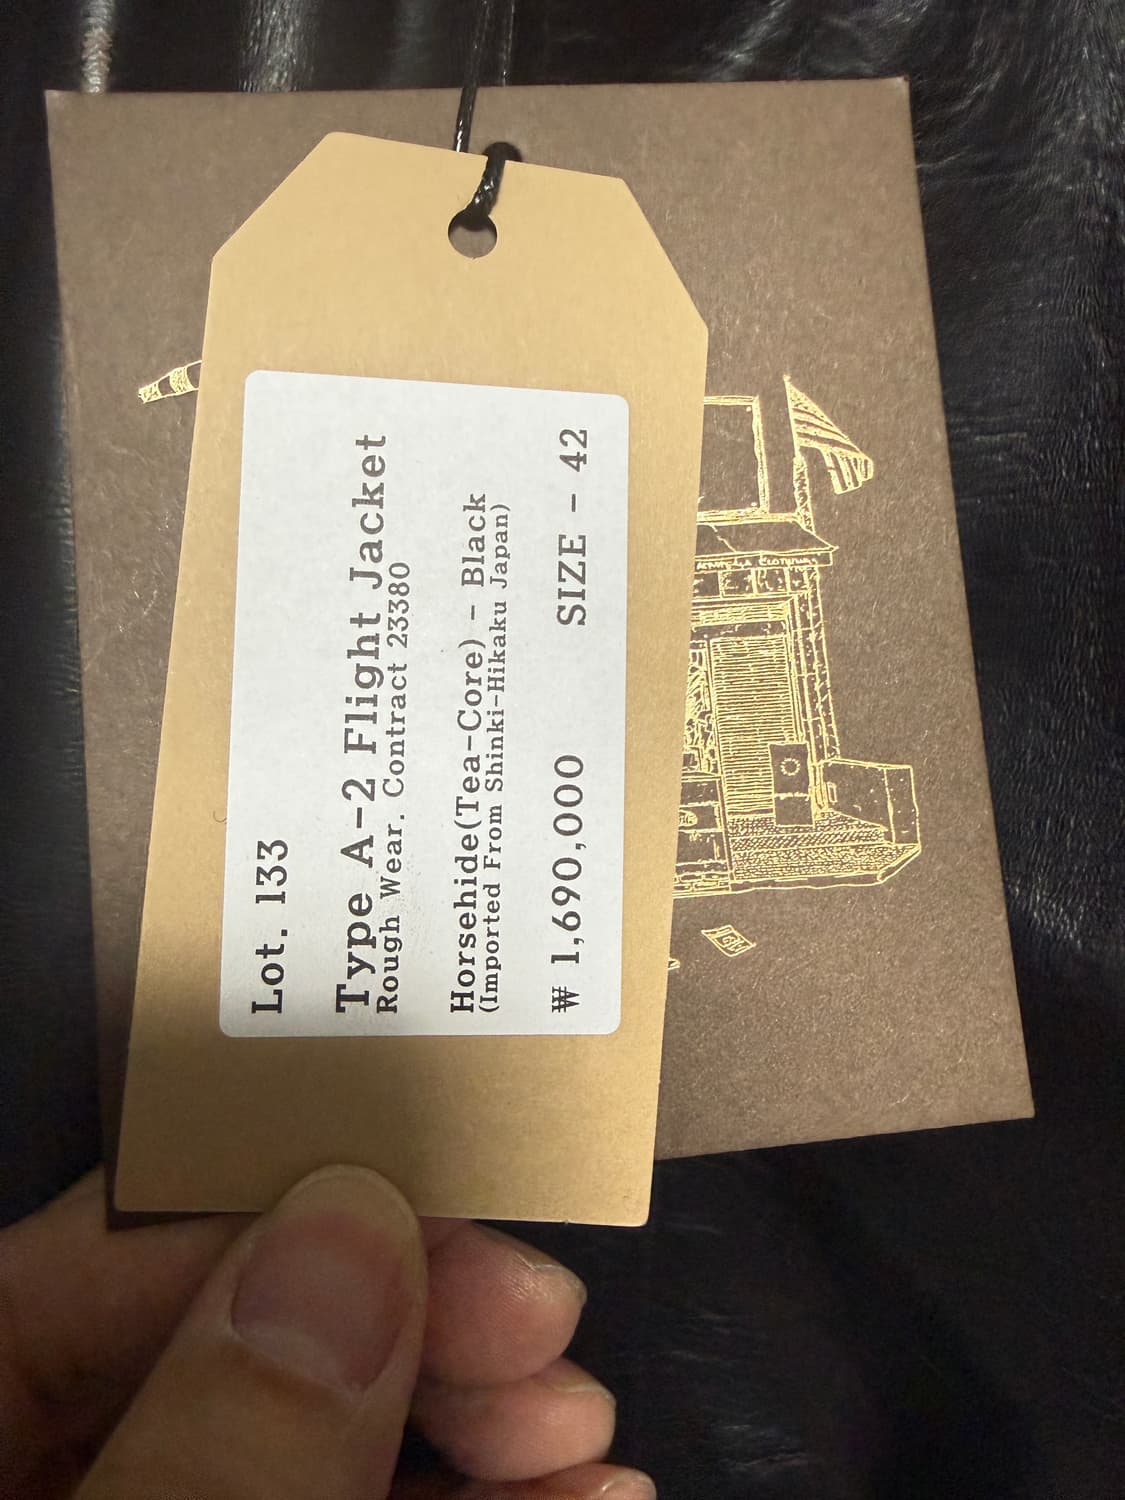 Lot. 133
Type A-2 Flight Jacket
Rough Wear. Contract 23380
Horsehide(Tea-Core) - Black
(Imported From Shinki-Hikaku Japan)
₩ 1,690,000 SIZE - 42
CLOTHING